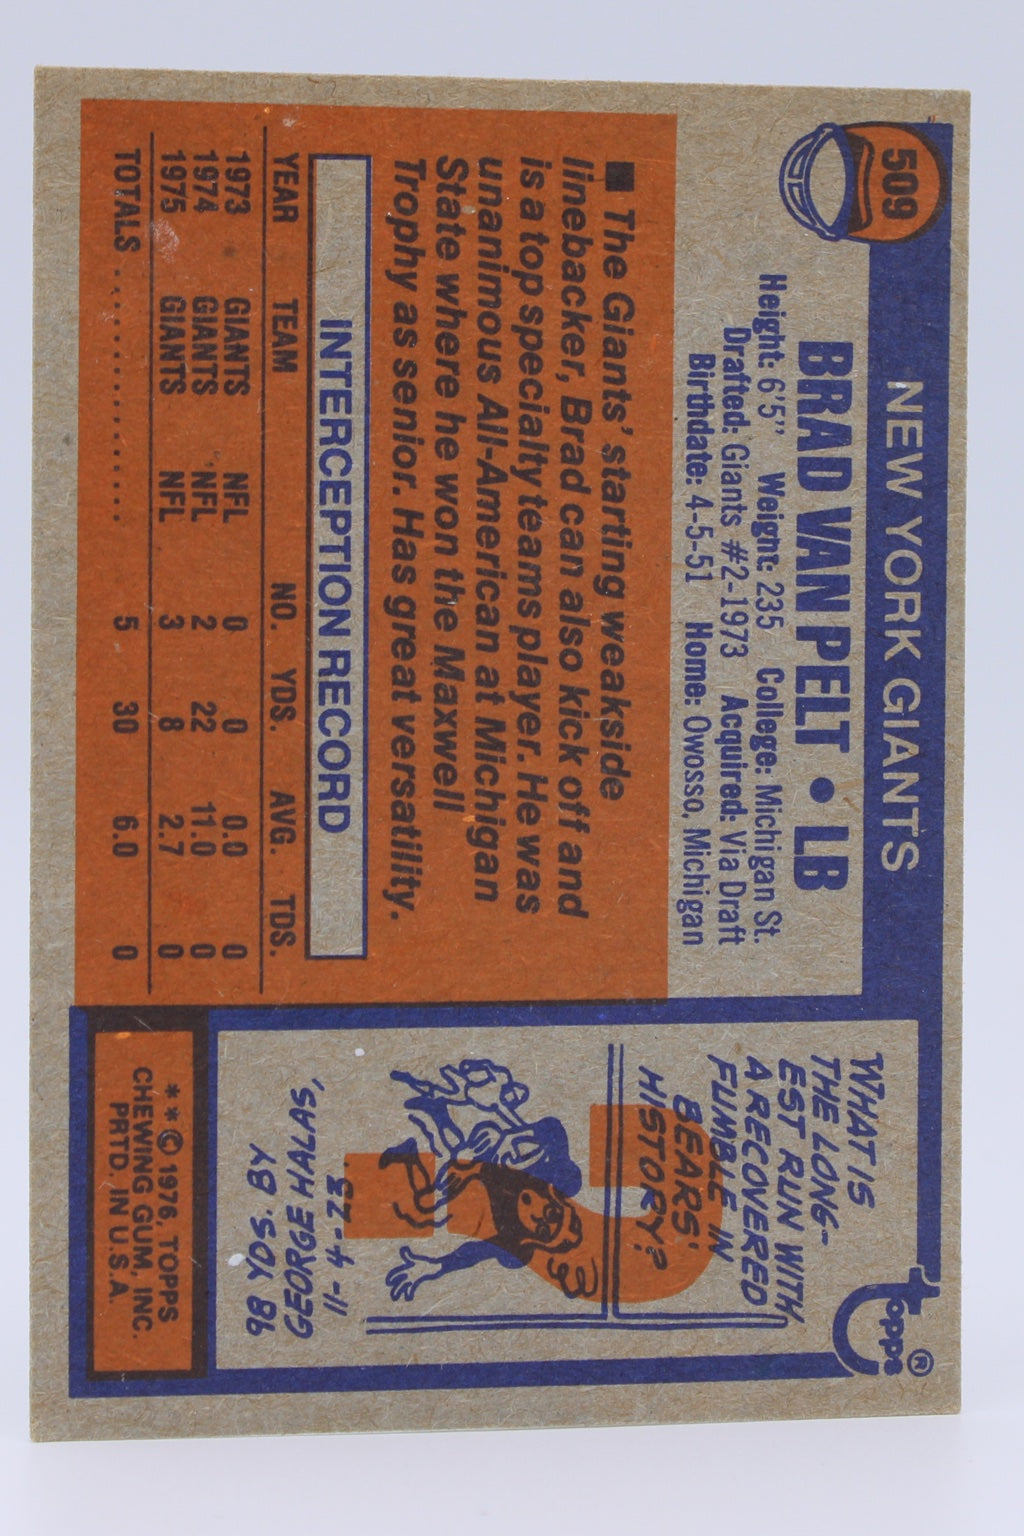 509
NEW YORK GIANTS
BRAD VAN PELT • LB
Height: 6'5" Weight: 235 College: Michigan St.
Drafted: Giants #2-1973 Acquired: Via Draft
Birthdate: 4-5-51 Home: Owosso, Michigan
■ The Giants' starting weakside
linebacker, Brad can also kick off and
is a top specialty teams player. He was
unanimous All-American at Michigan
State where he won the Maxwell
Trophy as senior. Has great versatility.
INTERCEPTION RECORD
YEAR TEAM NO. YDS. AVG. TDS.
1973 GIANTS NFL 0 0 0.0 0
1974 GIANTS NFL 2 22 11.0 0
1975 GIANTS NFL 3 8 2.7 0
TOTALS .................... 5 30 6.0 0
topps ®
WHAT IS
THE LONG-
EST RUN WITH
A RECOVERED
FUMBLE IN
BEARS'
HISTORY?
98 YDS. BY
GEORGE HALAS,
11-4-23.
**© 1976, TOPPS
CHEWING GUM, INC.
PRTD. IN U.S.A.